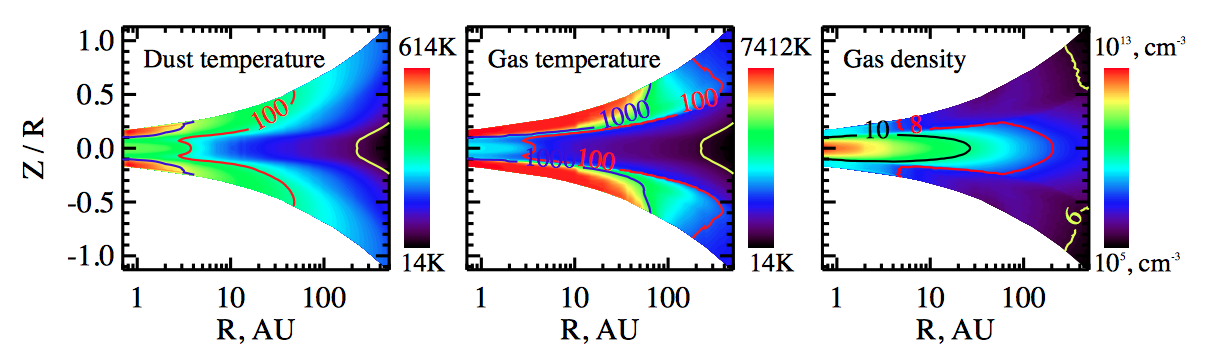 Z / R
1.0
0.5
0.0
-0.5
-1.0
Dust temperature
614K
14K
100
1 10 100
R, AU
Gas temperature
7412K
14K
1000
100
1000
100
1 10 100
R, AU
Gas density
10¹³, cm⁻³
10⁵, cm⁻³
10
8
6
1 10 100
R, AU